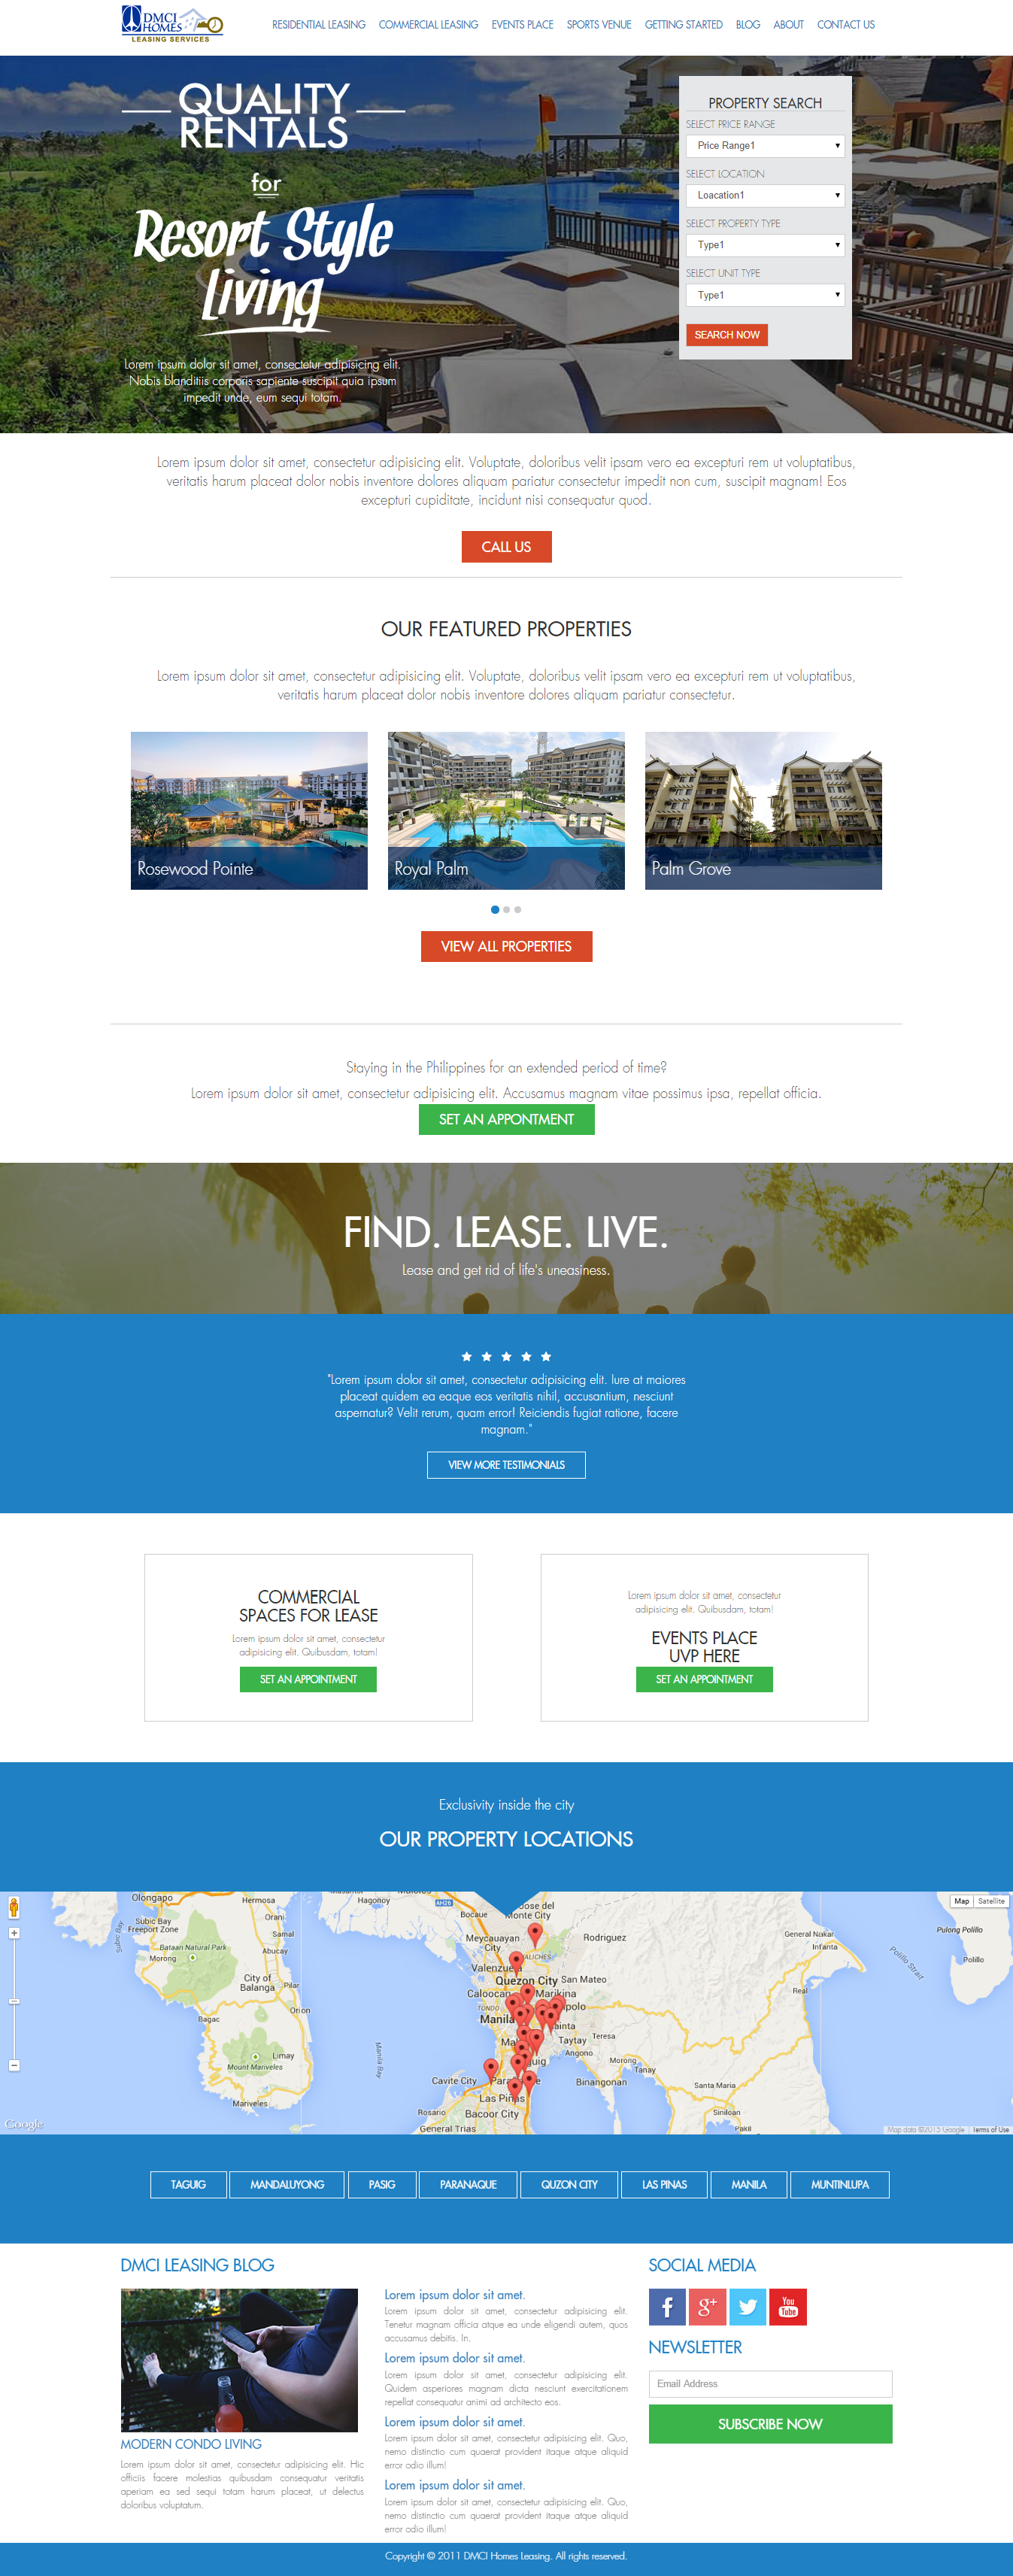 DMCI
HOMES
LEASING SERVICES
RESIDENTIAL LEASING COMMERCIAL LEASING EVENTS PLACE SPORTS VENUE GETTING STARTED BLOG ABOUT CONTACT US
QUALITY
RENTALS
for
Resort Style
living
Lorem ipsum dolor sit amet, consectetur adipisicing elit.
Nobis blanditiis corporis sapiente suscipit quia ipsum
impedit unde, eum sequi totam.
PROPERTY SEARCH
SELECT PRICE RANGE
Price Range1
SELECT LOCATION
Loacation1
SELECT PROPERTY TYPE
Type1
SELECT UNIT TYPE
Type1
SEARCH NOW
Lorem ipsum dolor sit amet, consectetur adipisicing elit. Voluptate, doloribus velit ipsam vero ea excepturi rem ut voluptatibus,
veritatis harum placeat dolor nobis inventore dolores aliquam pariatur consectetur impedit non cum, suscipit magnam! Eos
excepturi cupiditate, incidunt nisi consequatur quod.
CALL US
OUR FEATURED PROPERTIES
Lorem ipsum dolor sit amet, consectetur adipisicing elit. Voluptate, doloribus velit ipsam vero ea excepturi rem ut voluptatibus,
veritatis harum placeat dolor nobis inventore dolores aliquam pariatur consectetur.
Rosewood Pointe
Royal Palm
Palm Grove
VIEW ALL PROPERTIES
Staying in the Philippines for an extended period of time?
Lorem ipsum dolor sit amet, consectetur adipisicing elit. Accusamus magnam vitae possimus ipsa, repellat officia.
SET AN APPONTMENT
FIND. LEASE. LIVE.
Lease and get rid of life's uneasiness.
"Lorem ipsum dolor sit amet, consectetur adipisicing elit. Iure at maiores
placeat quidem ea eaque eos veritatis nihil, accusantium, nesciunt
aspernatur? Velit rerum, quam error! Reiciendis fugiat ratione, facere
magnam."
VIEW MORE TESTIMONIALS
COMMERCIAL
SPACES FOR LEASE
Lorem ipsum dolor sit amet, consectetur
adipisicing elit. Quibusdam, totam!
SET AN APPOINTMENT
Lorem ipsum dolor sit amet, consectetur
adipisicing elit. Quibusdam, totam!
EVENTS PLACE
UVP HERE
SET AN APPOINTMENT
Exclusivity inside the city
OUR PROPERTY LOCATIONS
Olongapo
Hermosa
Hagonoy
AH26
Bocaue
Jose del
Monte City
Map
Satellite
Subic Bay
Freeport Zone
Subic Bay
Orani
Samal
Bataan Natural Park
Morong
Abucay
Meycauayan
City
Rodriguez
General Nakar
Infanta
Pulong Polillo
Polillo Strait
Polillo
Valenzuela
Quezon City
San Mateo
City of
Balanga
Pilar
Caloocan
Marikina
Real
Orion
TONDO
Manila
Bagac
Taytay
Teresa
Manila Bay
Limay
Mount Mariveles
Angono
Morong
Tanay
Cavite City
Binangonan
Santa Maria
Mariveles
Las Pinas
Rosario
Bacoor City
Siniloan
General Trias
Pakil
Google
Map data ©2015 Google
Terms of Use
TAGUIG MANDALUYONG PASIG PARANAQUE QUZON CITY LAS PINAS MANILA MUNTINLUPA
DMCI LEASING BLOG
MODERN CONDO LIVING
Lorem ipsum dolor sit amet, consectetur adipisicing elit. Hic
officiis facere molestias quibusdam consequatur veritatis
aperiam ea sed sequi totam harum placeat, ut delectus
doloribus voluptatum.
Lorem ipsum dolor sit amet.
Lorem ipsum dolor sit amet, consectetur adipisicing elit.
Tenetur magnam officia atque ea unde eligendi autem, quos
accusamus debitis. In.
Lorem ipsum dolor sit amet.
Lorem ipsum dolor sit amet, consectetur adipisicing elit.
Quidem asperiores magnam dicta nesciunt exercitationem
repellat consequatur animi ad architecto eos.
Lorem ipsum dolor sit amet.
Lorem ipsum dolor sit amet, consectetur adipisicing elit. Quo,
nemo distinctio cum quaerat provident itaque atque aliquid
error odio illum!
Lorem ipsum dolor sit amet.
Lorem ipsum dolor sit amet, consectetur adipisicing elit. Quo,
nemo distinctio cum quaerat provident itaque atque aliquid
error odio illum!
SOCIAL MEDIA
You
Tube
NEWSLETTER
Email Address
SUBSCRIBE NOW
Copyright © 2011 DMCI Homes Leasing. All rights reserved.